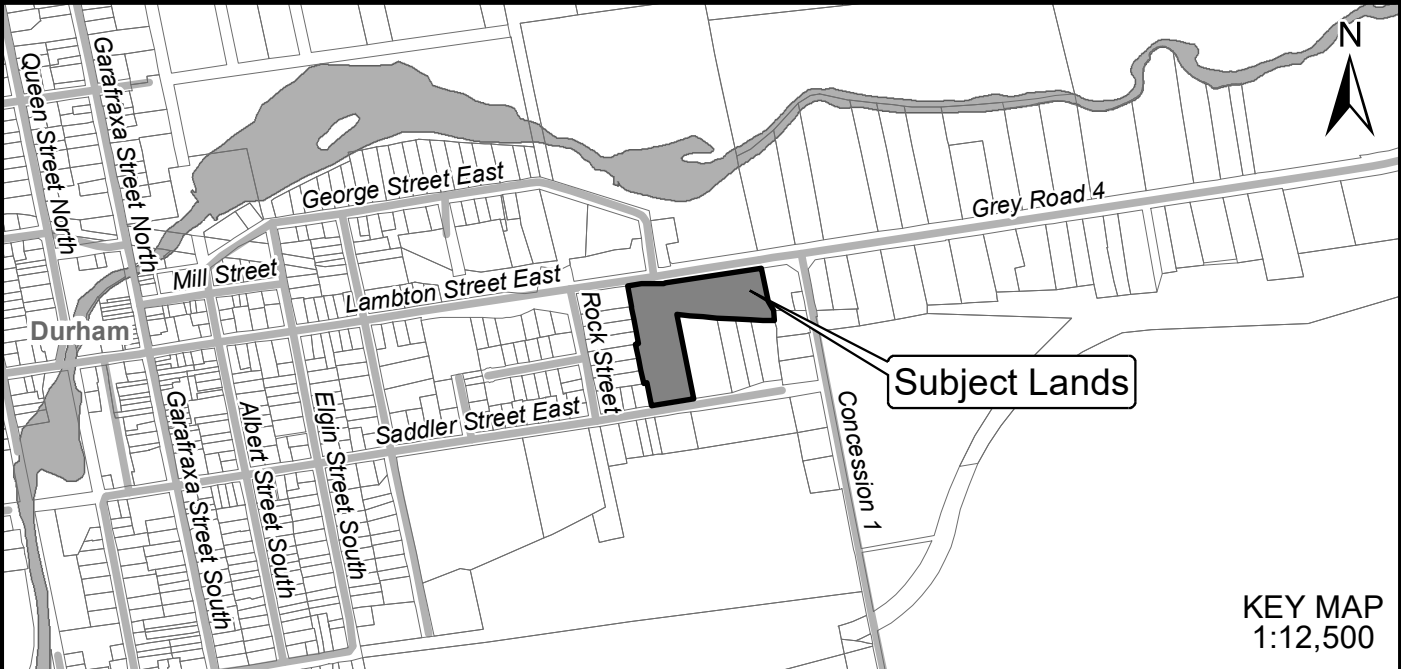 N
Queen Street North
Garafraxa Street North
George Street East
Grey Road 4
Mill Street
Lambton Street East
Durham
Rock Street
Subject Lands
Saddler Street East
Garafraxa Street South
Albert Street South
Elgin Street South
Concession 1
KEY MAP
1:12,500